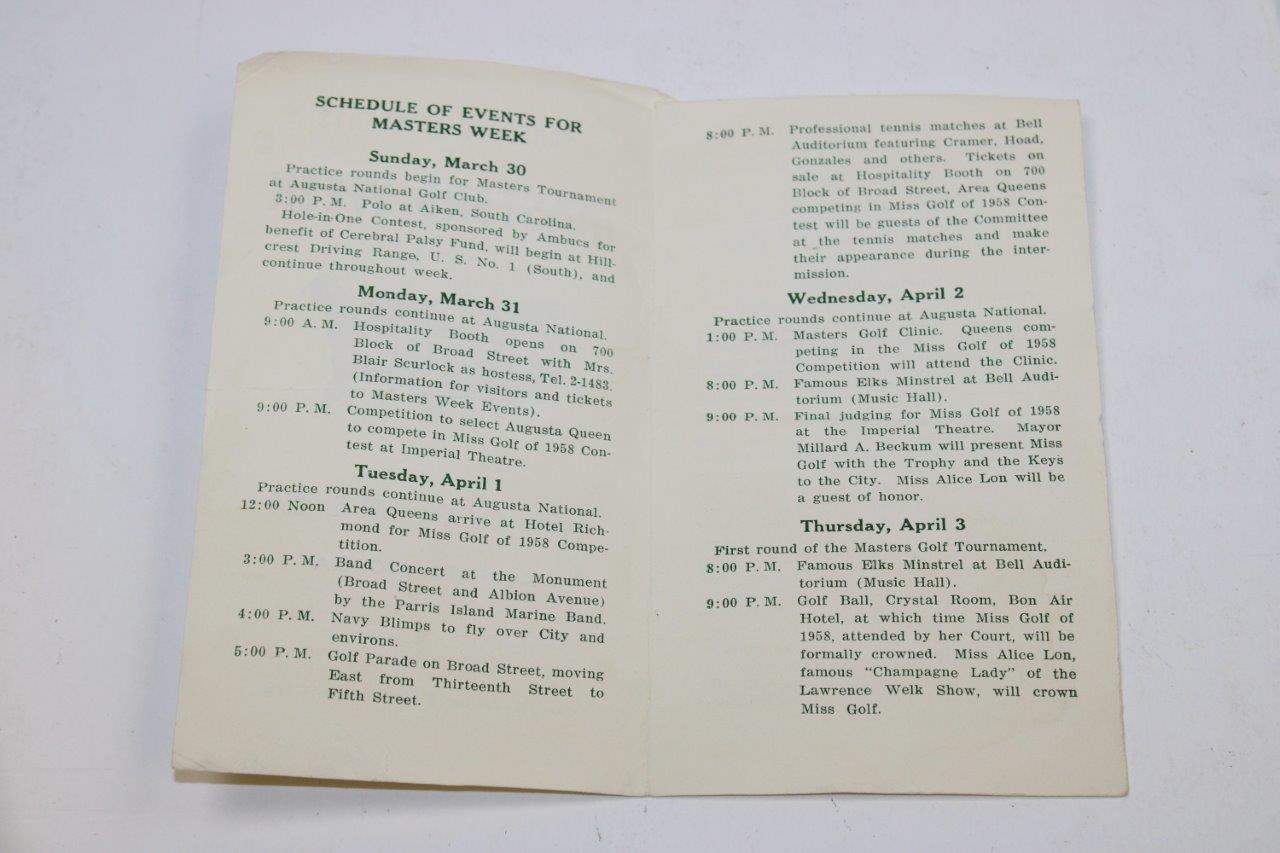 SCHEDULE OF EVENTS FOR
MASTERS WEEK
Sunday, March 30
Practice rounds begin for Masters Tournament
at Augusta National Golf Club.
3:00 P. M. Polo at Aiken, South Carolina.
Hole-in-One Contest, sponsored by Ambucs for
benefit of Cerebral Palsy Fund, will begin at Hill-
crest Driving Range, U. S. No. 1 (South), and
continue throughout week.
Monday, March 31
Practice rounds continue at Augusta National.
9:00 A. M. Hospitality Booth opens on 700
Block of Broad Street with Mrs.
Blair Scurlock as hostess, Tel. 2-1483.
(Information for visitors and tickets
to Masters Week Events).
9:00 P. M. Competition to select Augusta Queen
to compete in Miss Golf of 1958 Con-
test at Imperial Theatre.
Tuesday, April 1
Practice rounds continue at Augusta National.
12:00 Noon Area Queens arrive at Hotel Rich-
mond for Miss Golf of 1958 Compe-
tition.
3:00 P. M. Band Concert at the Monument
(Broad Street and Albion Avenue)
by the Parris Island Marine Band.
4:00 P. M. Navy Blimps to fly over City and
environs.
5:00 P. M. Golf Parade on Broad Street, moving
East from Thirteenth Street to
Fifth Street.
8:00 P. M. Professional tennis matches at Bell
Auditorium featuring Cramer, Hoad,
Gonzales and others. Tickets on
sale at Hospitality Booth on 700
Block of Broad Street, Area Queens
competing in Miss Golf of 1958 Con-
test will be guests of the Committee
at the tennis matches and make
their appearance during the inter-
mission.
Wednesday, April 2
Practice rounds continue at Augusta National.
1:00 P. M. Masters Golf Clinic. Queens com-
peting in the Miss Golf of 1958
Competition will attend the Clinic.
8:00 P. M. Famous Elks Minstrel at Bell Audi-
torium (Music Hall).
9:00 P. M. Final judging for Miss Golf of 1958
at the Imperial Theatre. Mayor
Millard A. Beckum will present Miss
Golf with the Trophy and the Keys
to the City. Miss Alice Lon will be
a guest of honor.
Thursday, April 3
First round of the Masters Golf Tournament.
8:00 P. M. Famous Elks Minstrel at Bell Audi-
torium (Music Hall).
9:00 P. M. Golf Ball, Crystal Room, Bon Air
Hotel, at which time Miss Golf of
1958, attended by her Court, will be
formally crowned. Miss Alice Lon,
famous "Champagne Lady" of the
Lawrence Welk Show, will crown
Miss Golf.